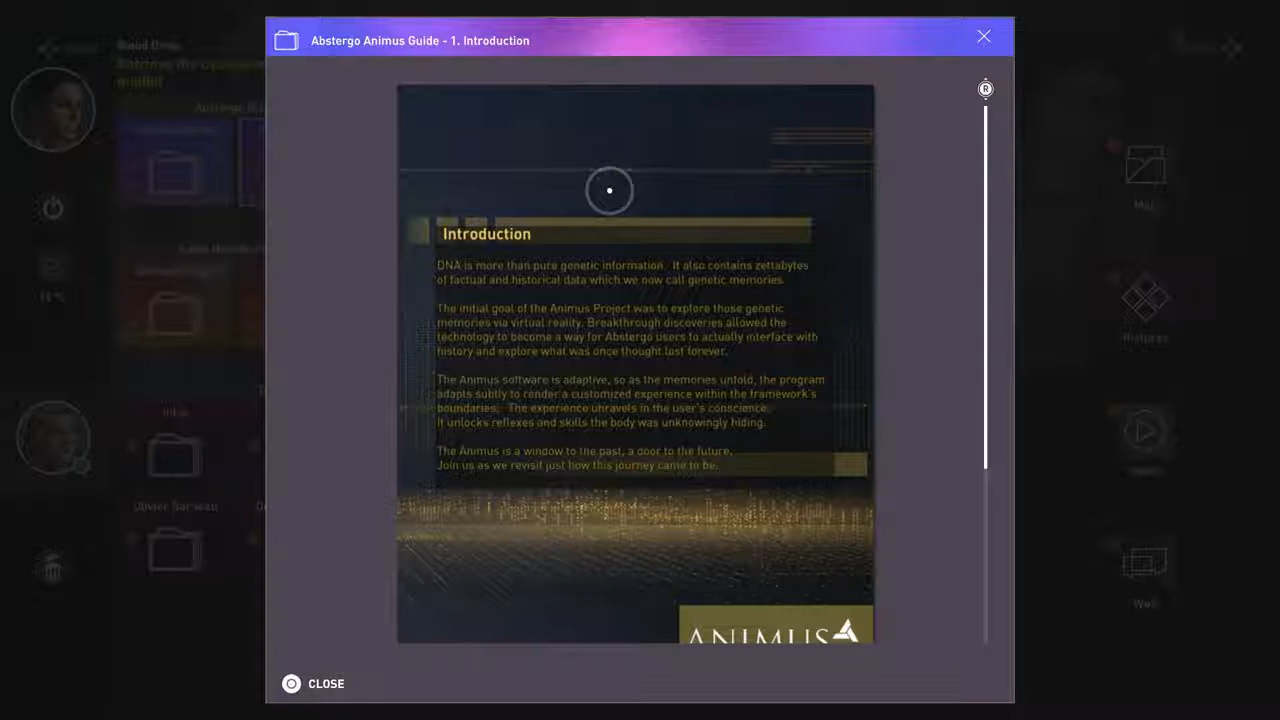 Abstergo Animus Guide - 1. Introduction
Introduction
DNA is more than pure genetic information. It also contains zettabytes
of factual and historical data which we now call genetic memories.
The initial goal of the Animus Project was to explore those genetic
memories via virtual reality. Breakthrough discoveries allowed the
technology to become a way for Abstergo users to actually interface with
history and explore what was once thought lost forever.
The Animus software is adaptive, so as the memories unfold, the program
adapts subtly to render a customized experience within the framework's
boundaries. The experience unravels in the user's conscience.
It unlocks reflexes and skills the body was unknowingly hiding.
The Animus is a window to the past, a door to the future.
Join us as we revisit just how this journey came to be.
ANIMUS
R
CLOSE
Pictures